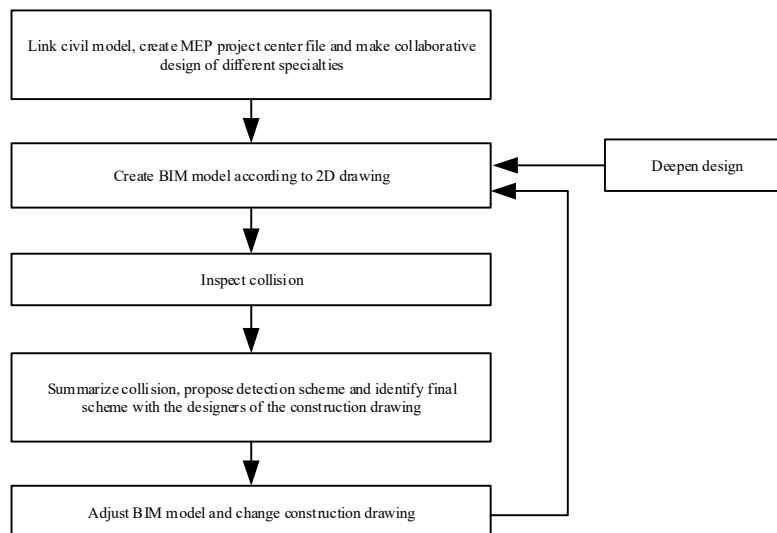 Link civil model, create MEP project center file and make collaborative
design of different specialties
Create BIM model according to 2D drawing
Deepen design
Inspect collision
Summarize collision, propose detection scheme and identify final
scheme with the designers of the construction drawing
Adjust BIM model and change construction drawing